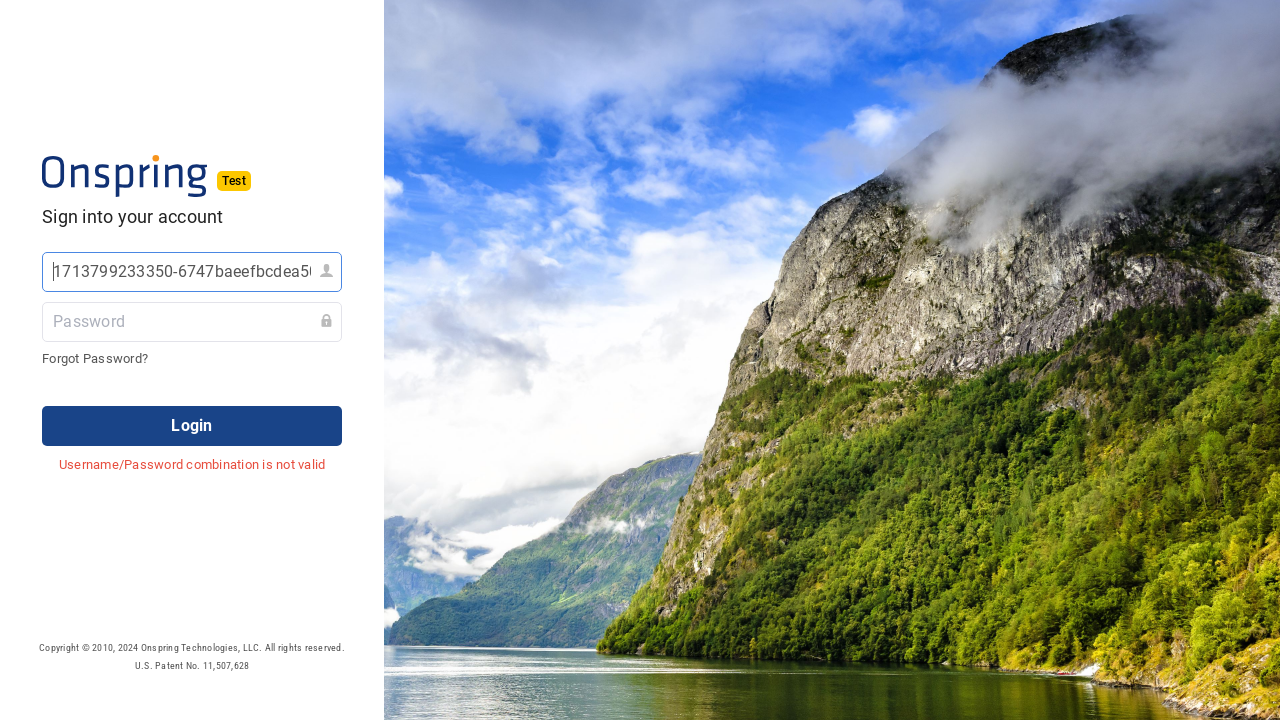 Onspring Test
Sign into your account
1713799233350-6747baeefbcdea5
Password
Forgot Password?
Login
Username/Password combination is not valid
Copyright © 2010, 2024 Onspring Technologies, LLC. All rights reserved.
U.S. Patent No. 11,507,628